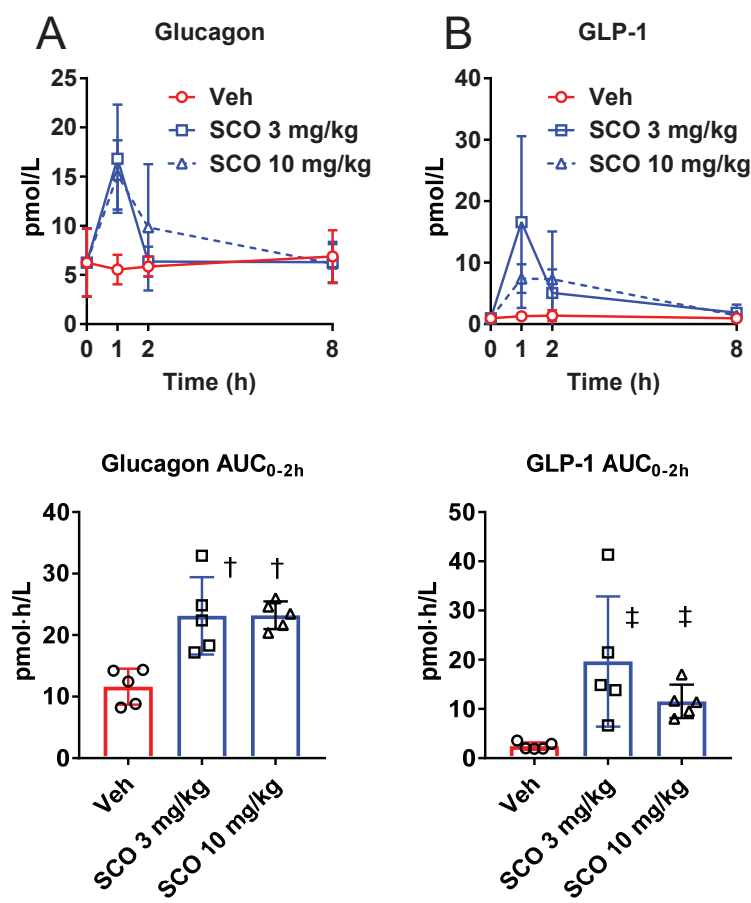 A
Glucagon
25
20
15
10
5
0
pmol/L
Veh
SCO 3 mg/kg
SCO 10 mg/kg
0 1 2 8
Time (h)
B
GLP-1
40
30
20
10
0
pmol/L
Veh
SCO 3 mg/kg
SCO 10 mg/kg
0 1 2 8
Time (h)
Glucagon AUC0-2h
40
30
20
10
0
pmol·h/L
† †
Veh
SCO 3 mg/kg
SCO 10 mg/kg
GLP-1 AUC0-2h
50
40
30
20
10
0
pmol·h/L
‡ ‡
Veh
SCO 3 mg/kg
SCO 10 mg/kg